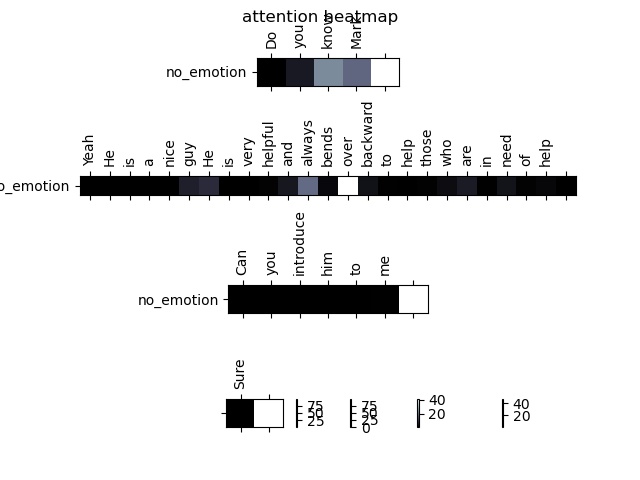 attention heatmap
Do you know Mark
no_emotion
Yeah He is a nice guy He is very helpful and always bends over backward to help those who are in need of help
o_emotion
Can you introduce him to me
no_emotion
Sure
75 50 25
75 50 25 0
40 20
40 20